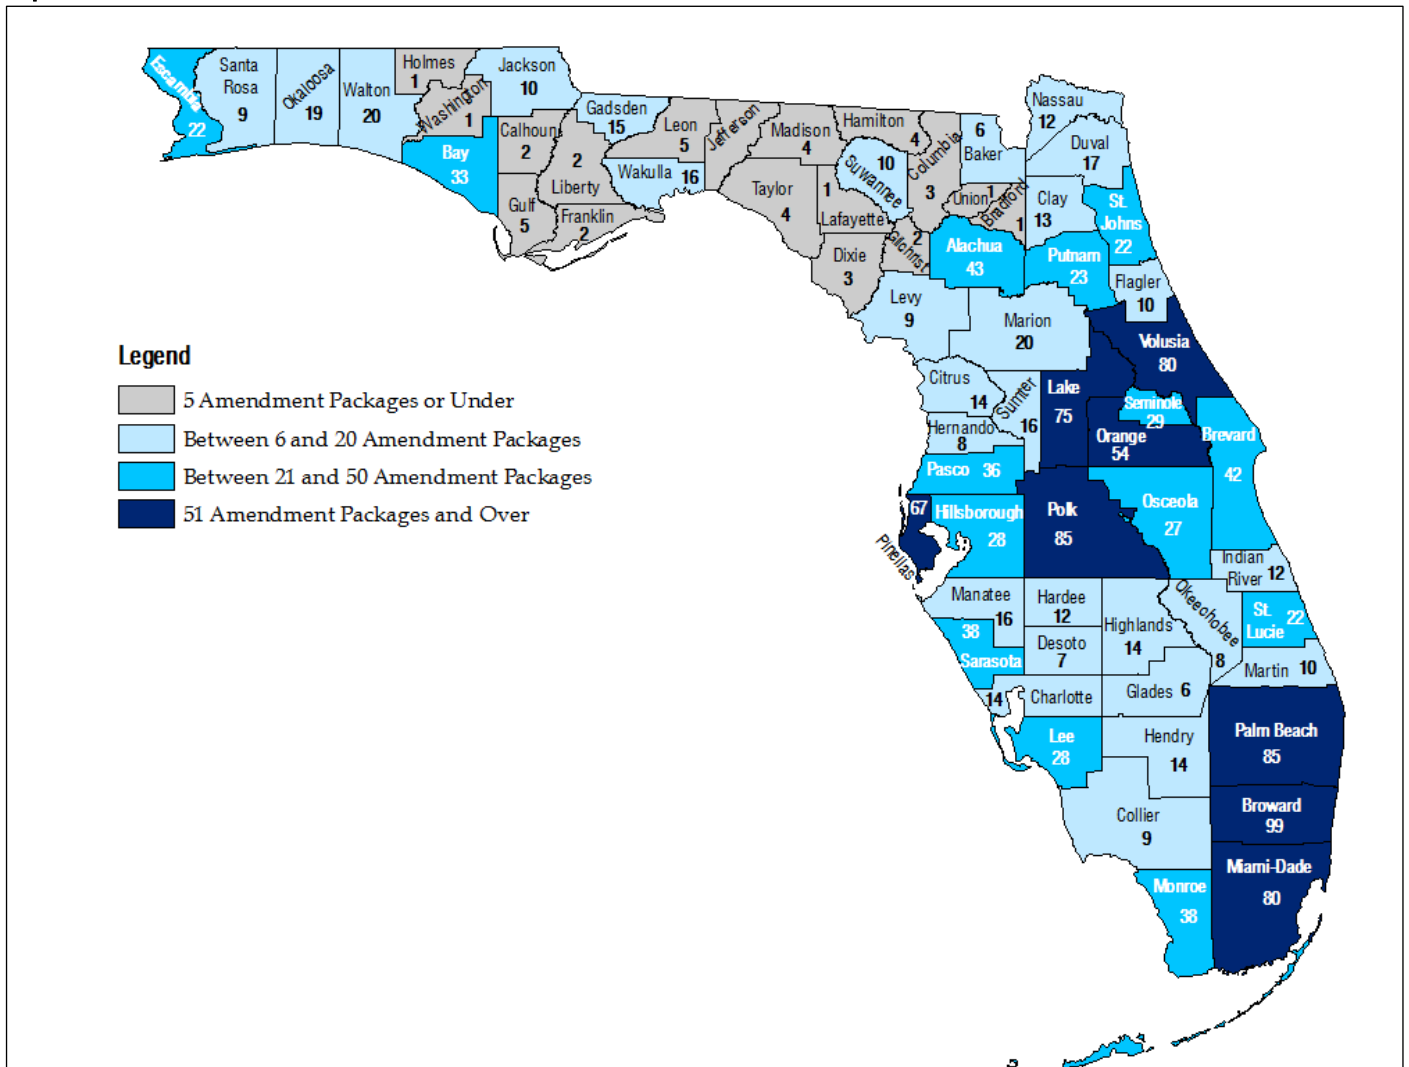 Escambia
22
Santa
Rosa
9
Okaloosa
19
Walton
20
Holmes
1
Washington
1
Jackson
10
Bay
33
Calhoun
2
Gulf
5
2
Liberty
Franklin
2
Gadsden
15
Wakulla 16
Leon
5
Jefferson
Madison
4
Taylor
4
Hamilton
4
10
Suwannee
1
Lafayette
Dixie
3
Columbia
3
2
Gilchrist
6
Baker
Union 1
Bradford
1
Nassau
12
Duval
17
Clay
13
St.
Johns
22
Alachua
43
Putnam
23
Flagler
10
Levy
9
Marion
20
Volusia
80
Citrus
14
Sumter
16
Lake
75
Seminole
29
Orange
54
Brevard
42
Hernando
8
Pasco 36
67
Pinellas
Hillsborough
28
Polk
85
Osceola
27
Indian
River 12
Manatee
16
Hardee
12
Highlands
14
Okeechobee
8
St. 22
Lucie
38
Sarasota
Desoto
7
Martin 10
14 Charlotte
Glades 6
Lee
28
Hendry
14
Palm Beach
85
Collier
9
Broward
99
Monroe
38
Miami-Dade
80
Legend
5 Amendment Packages or Under
Between 6 and 20 Amendment Packages
Between 21 and 50 Amendment Packages
51 Amendment Packages and Over